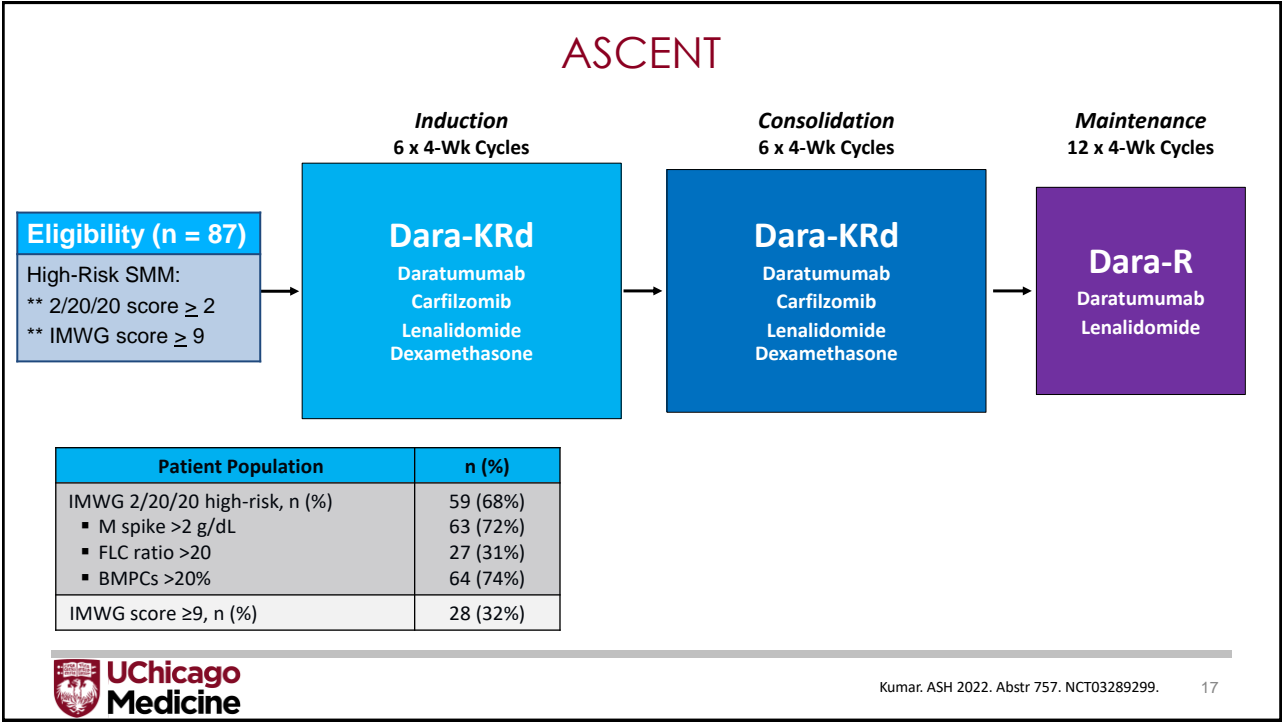 ASCENT
Induction
6 x 4-Wk Cycles
Consolidation
6 x 4-Wk Cycles
Maintenance
12 x 4-Wk Cycles
Eligibility (n = 87)
High-Risk SMM:
** 2/20/20 score ≥ 2
** IMWG score ≥ 9
Dara-KRd
Daratumumab
Carfilzomib
Lenalidomide
Dexamethasone
Dara-KRd
Daratumumab
Carfilzomib
Lenalidomide
Dexamethasone
Dara-R
Daratumumab
Lenalidomide
Patient Population n (%)
IMWG 2/20/20 high-risk, n (%) 59 (68%)
▪ M spike >2 g/dL 63 (72%)
▪ FLC ratio >20 27 (31%)
▪ BMPCs >20% 64 (74%)
IMWG score ≥9, n (%) 28 (32%)
UChicago
Medicine
Kumar. ASH 2022. Abstr 757. NCT03289299. 17